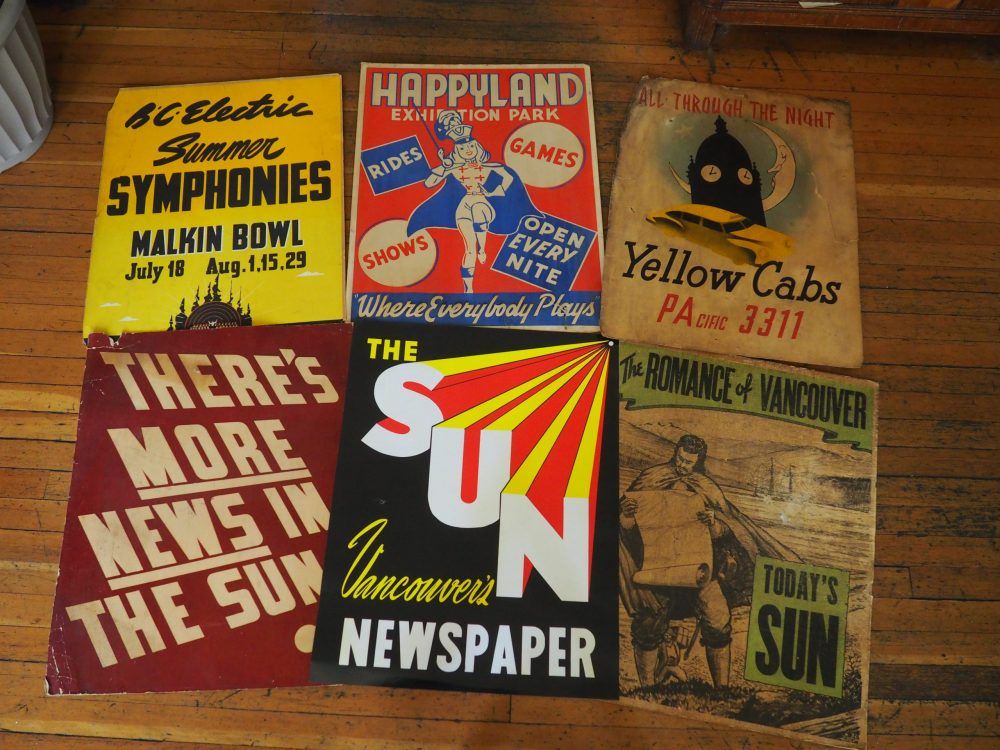 B.C. Electric
Summer
SYMPHONIES
MALKIN BOWL
July 18 Aug. 1, 15, 29
HAPPYLAND
EXHIBITION PARK
RIDES
GAMES
SHOWS
OPEN
EVERY
NITE
"Where Everybody Plays"
ALL THROUGH THE NIGHT
Yellow Cabs
PACIFIC 3311
THERE'S
MORE
NEWS IN
THE SUN.
THE
SUN
Vancouver's
NEWSPAPER
The ROMANCE of VANCOUVER
TODAY'S
SUN